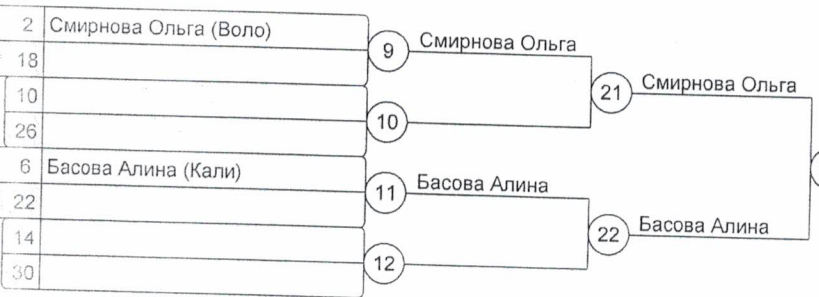 2 Смирнова Ольга (Воло)
9 Смирнова Ольга
18
21 Смирнова Ольга
10
10
26
6 Басова Алина (Кали)
11 Басова Алина
22
22 Басова Алина
14
12
30